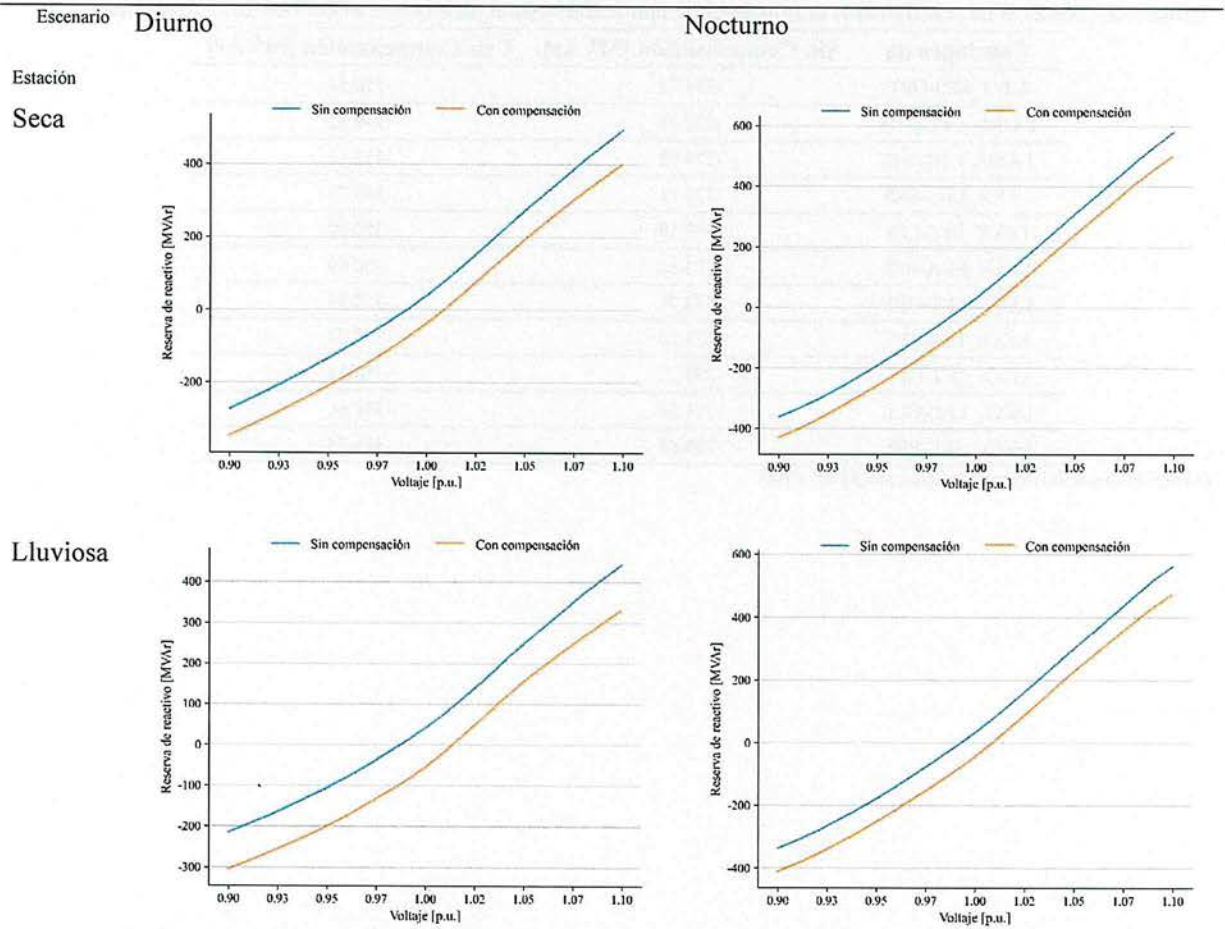 Escenario Diurno Nocturno
Estación
Seca
Sin compensación Con compensación
Reserva de reactivo [MVAr]
400
200
0
-200
0.90 0.93 0.95 0.97 1.00 1.02 1.05 1.07 1.10
Voltaje [p.u.]
Sin compensación Con compensación
Reserva de reactivo [MVAr]
600
400
200
0
-200
-400
0.90 0.93 0.95 0.97 1.00 1.02 1.05 1.07 1.10
Voltaje [p.u.]
Lluviosa
Sin compensación Con compensación
Reserva de reactivo [MVAr]
400
300
200
100
0
-100
-200
-300
0.90 0.93 0.95 0.97 1.00 1.02 1.05 1.07 1.10
Voltaje [p.u.]
Sin compensación Con compensación
Reserva de reactivo [MVAr]
600
400
200
0
-200
-400
0.90 0.93 0.95 0.97 1.00 1.02 1.05 1.07 1.10
Voltaje [p.u.]